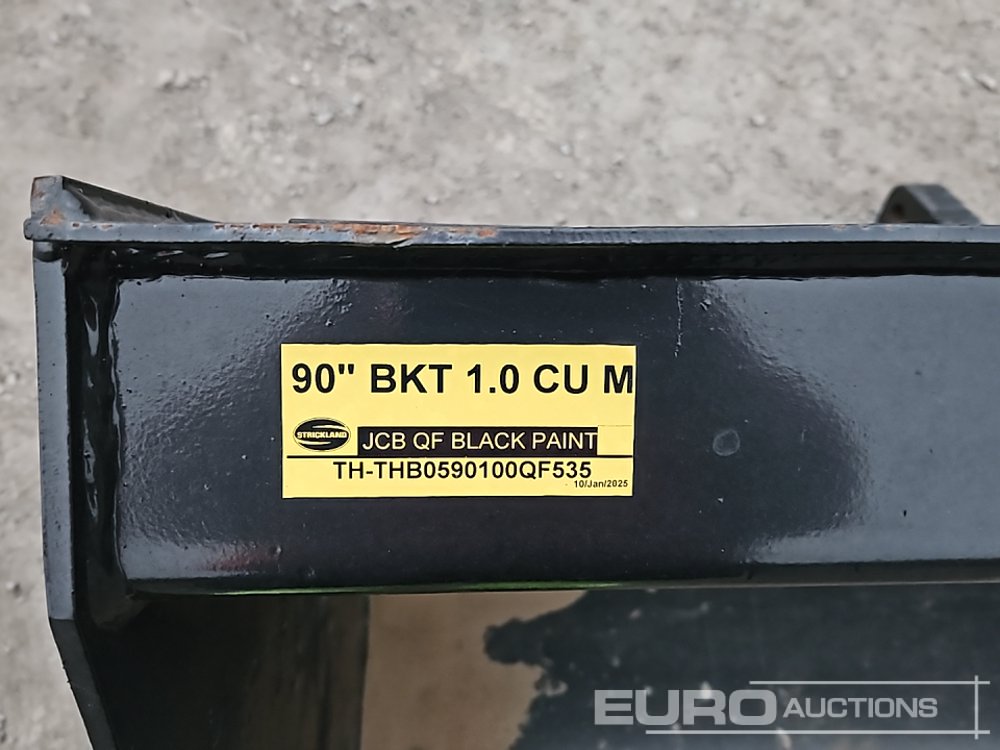 90" BKT 1.0 CU M
STRICKLAND
JCB QF BLACK PAINT
TH-THB0590100QF535
10/Jan/2025
EURO AUCTIONS